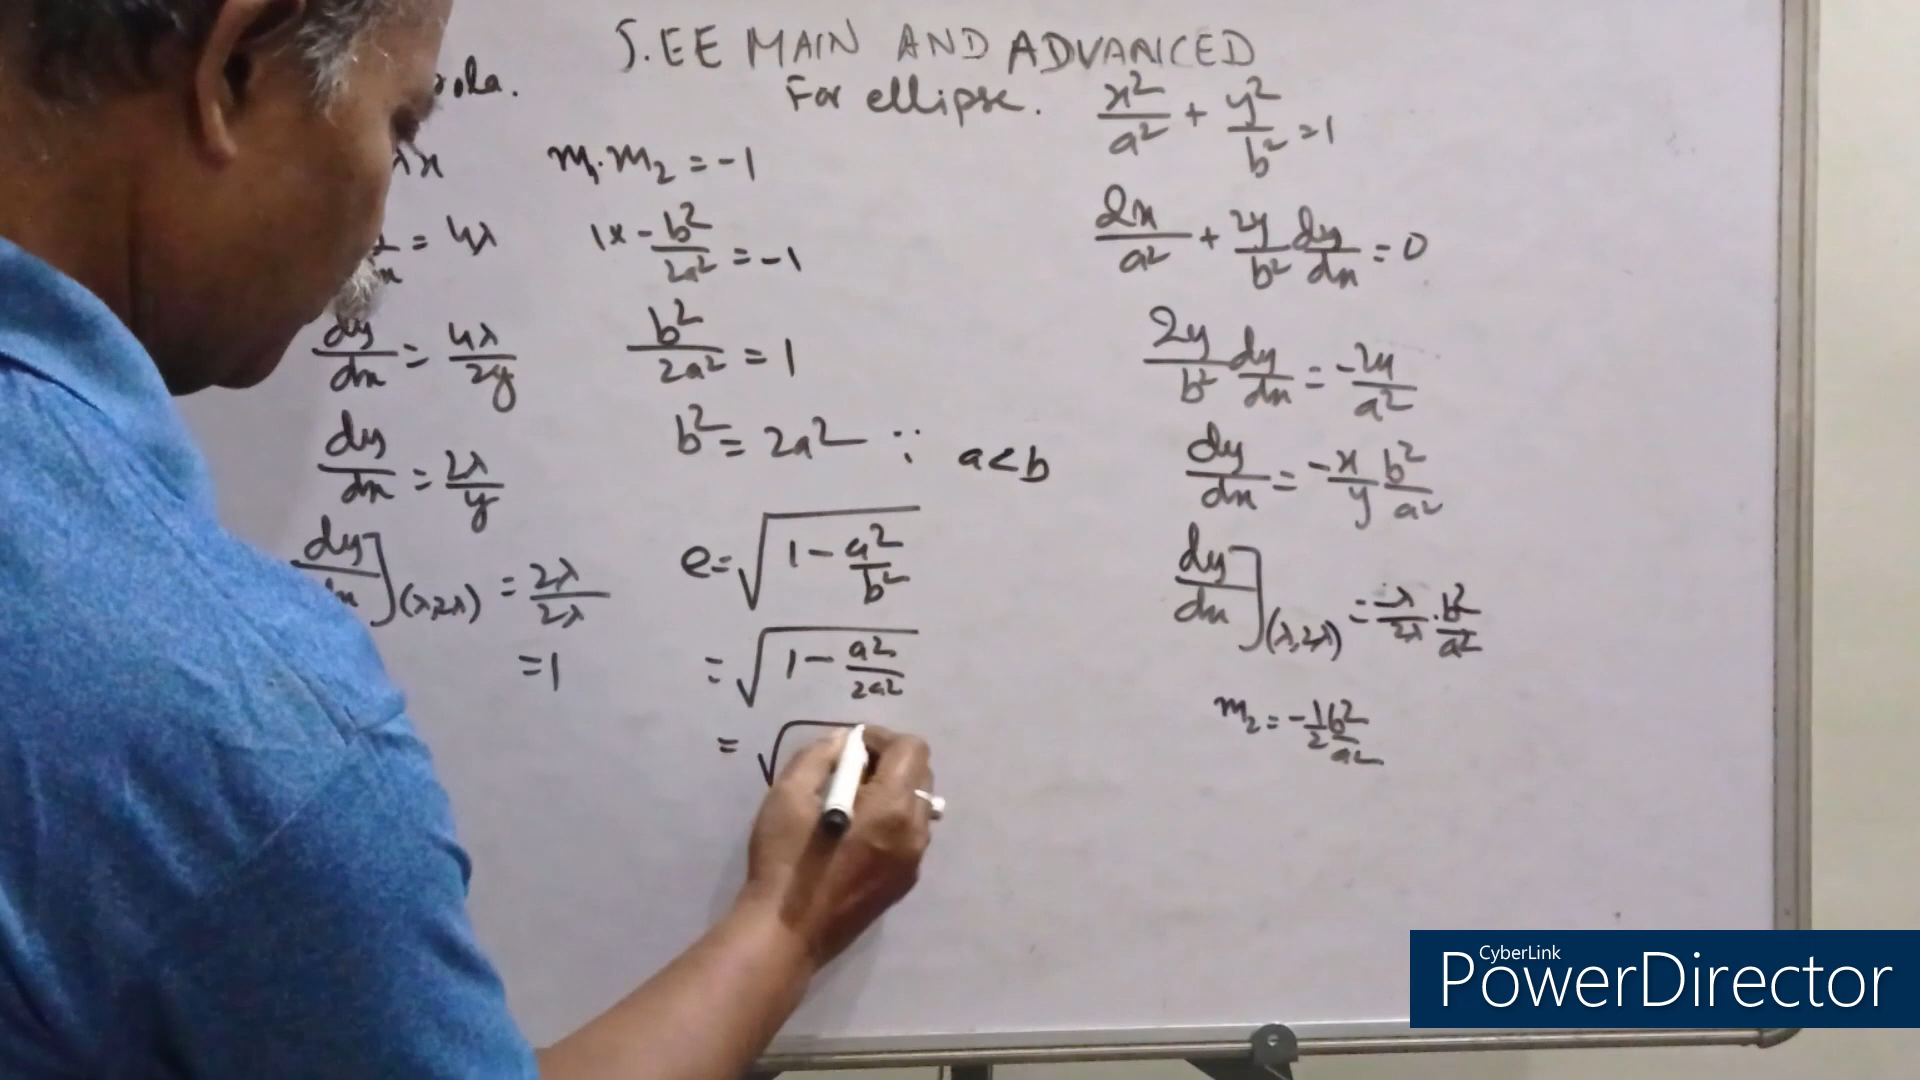 J.EE MAIN AND ADVANCED
For ellipse. x²/a² + y²/b² = 1
m₁.m₂ = -1
= 4λ
1x - b²/2a² = -1
2x/a² + 2y/b² dy/dx = 0
dy/dx = 4λ/2y
b²/2a² = 1
2y/b² dy/dx = -2x/a²
dy/dx = 2λ/y
b² = 2a² ∵ a<b
dy/dx = -x/y b²/a²
dy/dx](λ,2λ) = 2λ/2λ
e = √(1 - a²/b²)
dy/dx](λ,2λ) = -λ/2λ . b²/a²
=1
= √(1 - a²/2a²)
m₂ = -1/2 b²/a²
= √
CyberLink
PowerDirector